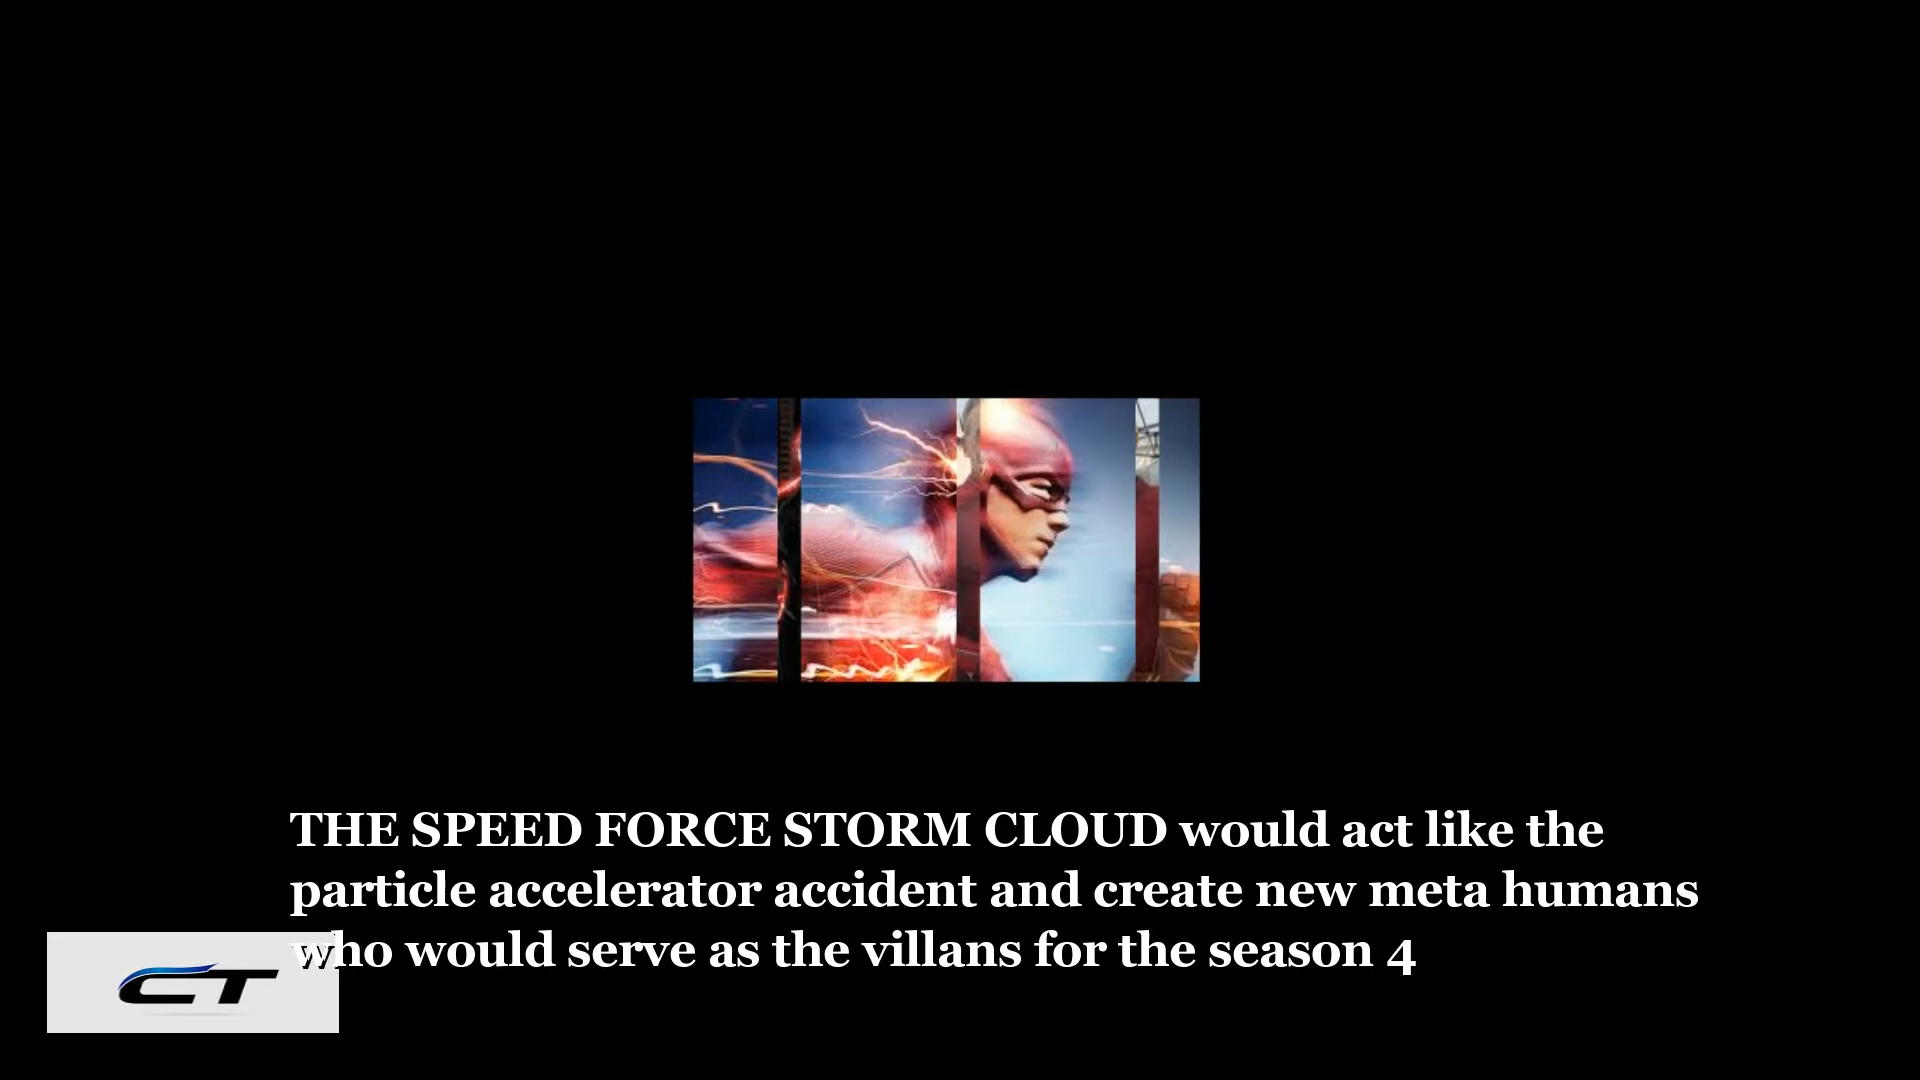 THE SPEED FORCE STORM CLOUD would act like the
particle accelerator accident and create new meta humans
who would serve as the villans for the season 4
CT